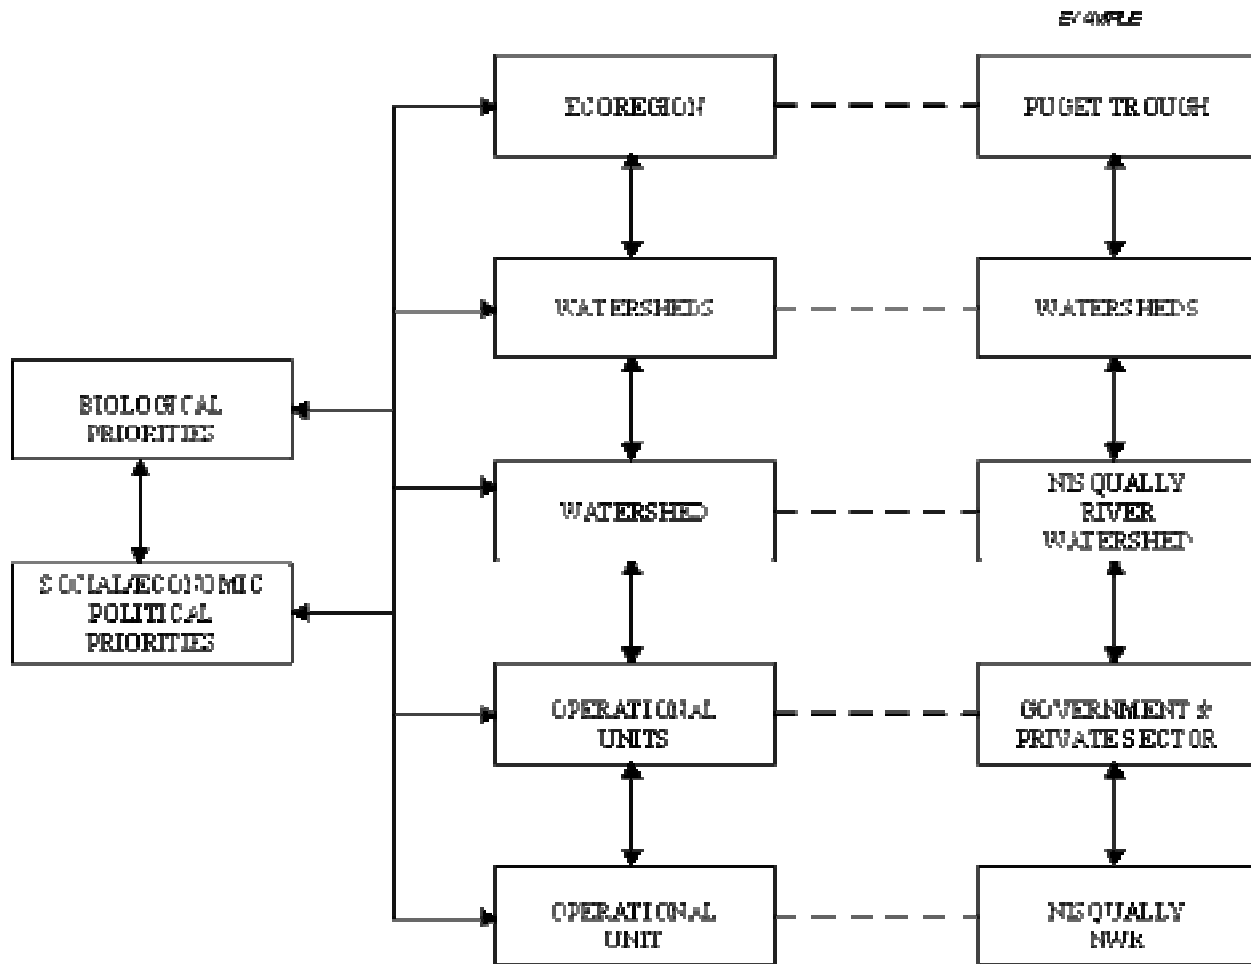 EXAMPLE
ECOREGION
PUGET TROUGH
WATERSHEDS
WATERSHEDS
BIOLOGICAL
PRIORITIES
WATERSHED
NISQUALLY
RIVER
WATERSHED
SOCIAL/ECONOMIC
POLITICAL
PRIORITIES
OPERATIONAL
UNITS
GOVERNMENT &
PRIVATE SECTOR
OPERATIONAL
UNIT
NISQUALLY
NWR